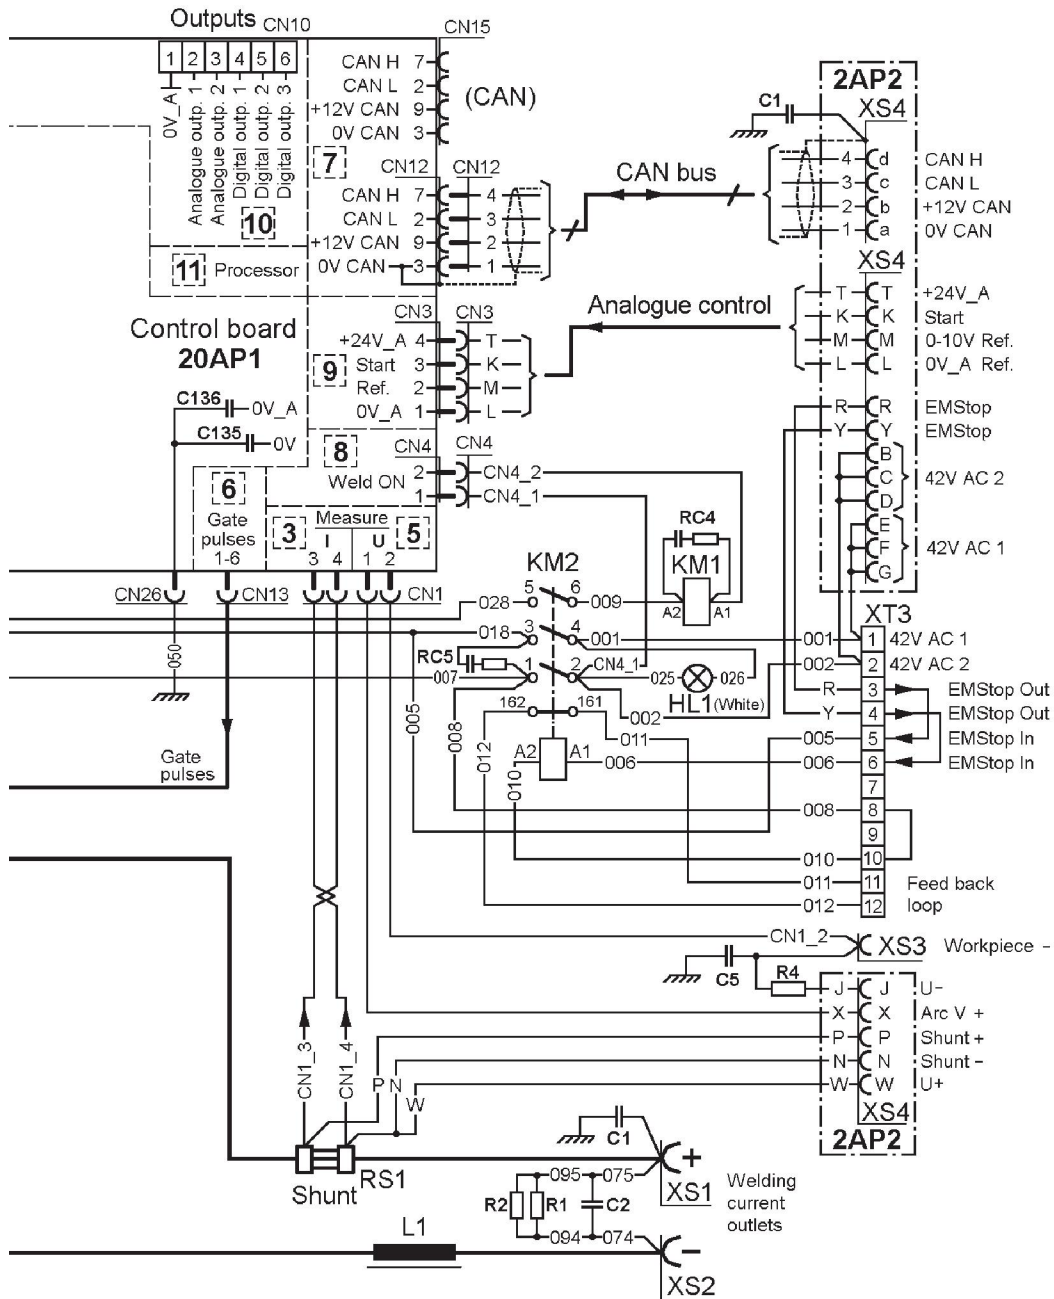 Outputs CN10
CN15
1 2 3 4 5 6
0V_A
Analogue outp. 1
Analogue outp. 2
Digital outp. 1
Digital outp. 2
Digital outp. 3
CAN H 7
CAN L 2
+12V CAN 9
0V CAN 3
(CAN)
7
10
11 Processor
CN12 CN12
CAN H 7 4
CAN L 2 3
+12V CAN 9 2
0V CAN 3 1
CAN bus
2AP2
C1
XS4
4 d CAN H
3 c CAN L
2 b +12V CAN
1 a 0V CAN
XS4
T T +24V_A
K K Start
M M 0-10V Ref.
L L 0V_A Ref.
R R EMStop
Y Y EMStop
B
C 42V AC 2
D
E
F 42V AC 1
G
Analogue control
Control board
20AP1
CN3 CN3
+24V_A 4 T
9 Start 3 K
Ref. 2 M
0V_A 1 L
C136 0V_A
C135 0V
8
CN4 CN4
2 CN4_2
Weld ON
1 CN4_1
6
Gate
pulses
1-6
3 Measure 5
I U
3 4 1 2
CN26 CN13 CN1
050
Gate
pulses
RC4
KM1
A2 A1
KM2
028 5 6 009
018 3 4 001
RC5
CN4_1
007 1 2 025 026
HL1 (White)
002
162 161
011
A2 A1
006
005
008
012
010
XT3
001 1 42V AC 1
002 2 42V AC 2
R 3 EMStop Out
Y 4 EMStop Out
005 5 EMStop In
006 6 EMStop In
7
008 8
9
010 10
011 11 Feed back
012 12 loop
CN1_2 XS3 Workpiece -
C5
R4
J J U-
X X Arc V +
P P Shunt +
N N Shunt -
W W U+
XS4
2AP2
CN1_3
CN1_4
P N
W
RS1
Shunt
C1
+
XS1
Welding
current
outlets
095 075
R2 R1 C2
094 074
L1
-
XS2